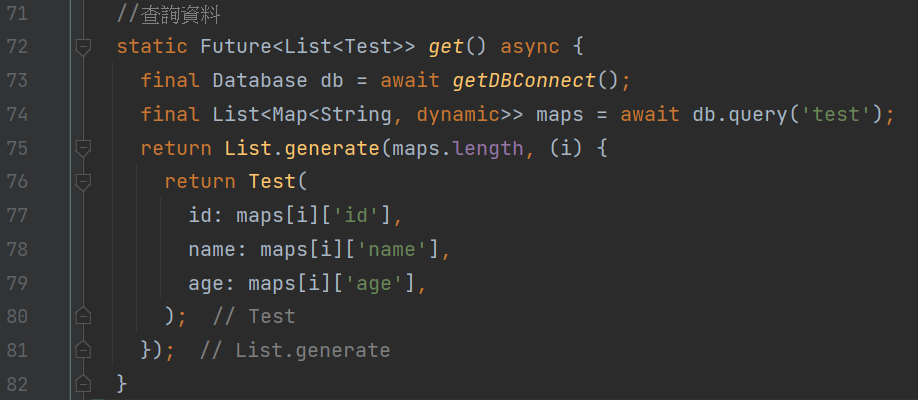 71 //查詢資料
72 static Future<List<Test>> get() async {
73 final Database db = await getDBConnect();
74 final List<Map<String, dynamic>> maps = await db.query('test');
75 return List.generate(maps.length, (i) {
76 return Test(
77 id: maps[i]['id'],
78 name: maps[i]['name'],
79 age: maps[i]['age'],
80 ); // Test
81 }); // List.generate
82 }